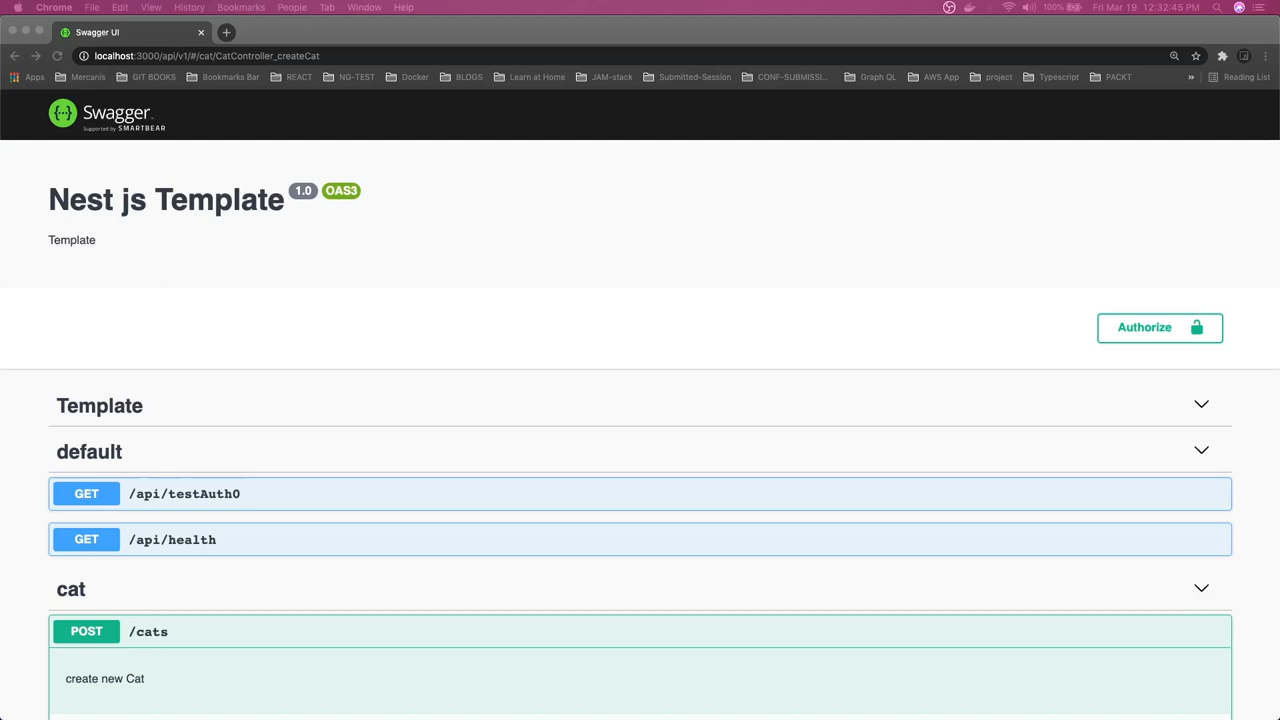 Chrome File Edit View History Bookmarks People Tab Window Help 100% Fri Mar 19 12:32:45 PM
Swagger UI
localhost:3000/api/v1/#/cat/CatController_createCat
Apps Mercanis GIT BOOKS Bookmarks Bar REACT NG-TEST Docker BLOGS Learn at Home JAM-stack Submitted-Session CONF-SUBMISSI... Graph QL AWS App project Typescript PACKT » Reading List
{...} Swagger.
Supported by SMARTBEAR
Nest js Template 1.0 OAS3
Template
Authorize
Template
default
GET /api/testAuth0
GET /api/health
cat
POST /cats
create new Cat